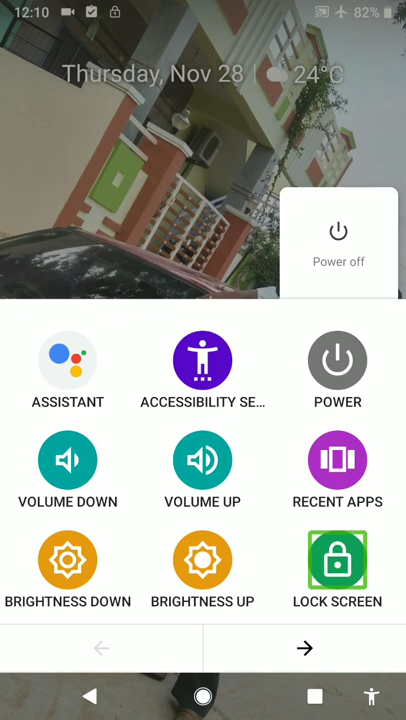 12:10 82%
Thursday, Nov 28 | 24°C
Power off
ASSISTANT ACCESSIBILITY SE... POWER
VOLUME DOWN VOLUME UP RECENT APPS
BRIGHTNESS DOWN BRIGHTNESS UP LOCK SCREEN